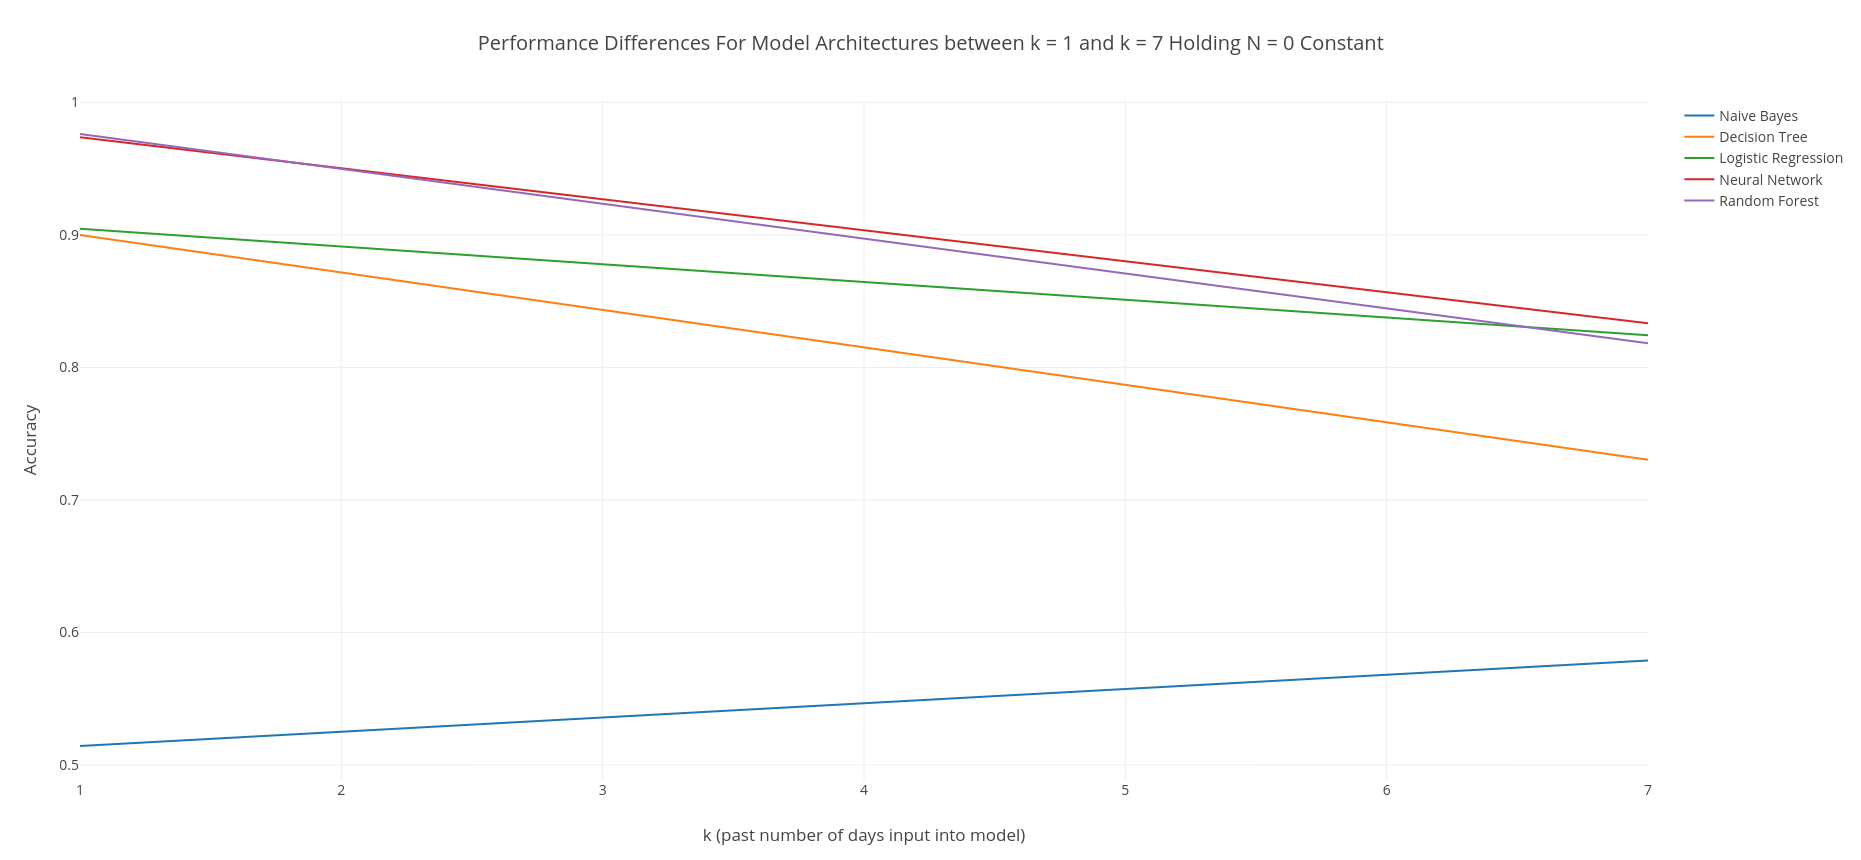 Performance Differences For Model Architectures between k = 1 and k = 7 Holding N = 0 Constant
1
0.9
0.8
0.7
0.6
0.5
Accuracy
1 2 3 4 5 6 7
k (past number of days input into model)
Naive Bayes
Decision Tree
Logistic Regression
Neural Network
Random Forest